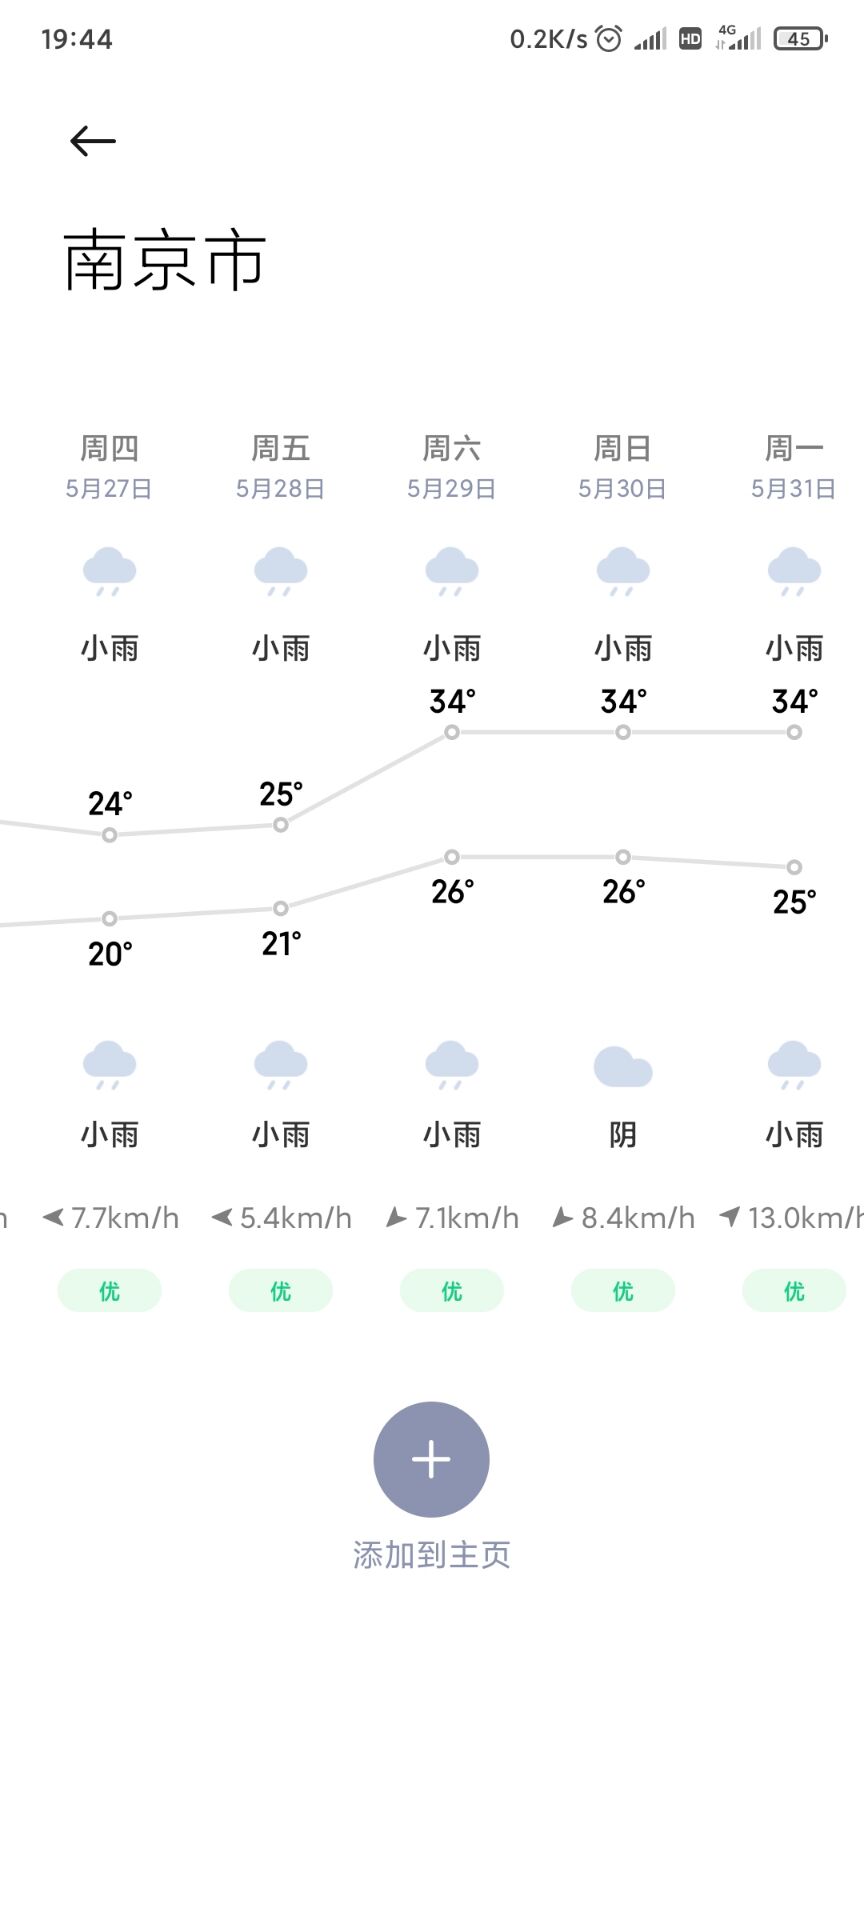 19:44 0.2K/s HD 4G 45
南京市
周四 周五 周六 周日 周一
5月27日 5月28日 5月29日 5月30日 5月31日
小雨 小雨 小雨 小雨 小雨
34° 34° 34°
24° 25°
26° 26° 25°
20° 21°
小雨 小雨 小雨 阴 小雨
7.7km/h 5.4km/h 7.1km/h 8.4km/h 13.0km/h
优 优 优 优 优
添加到主页